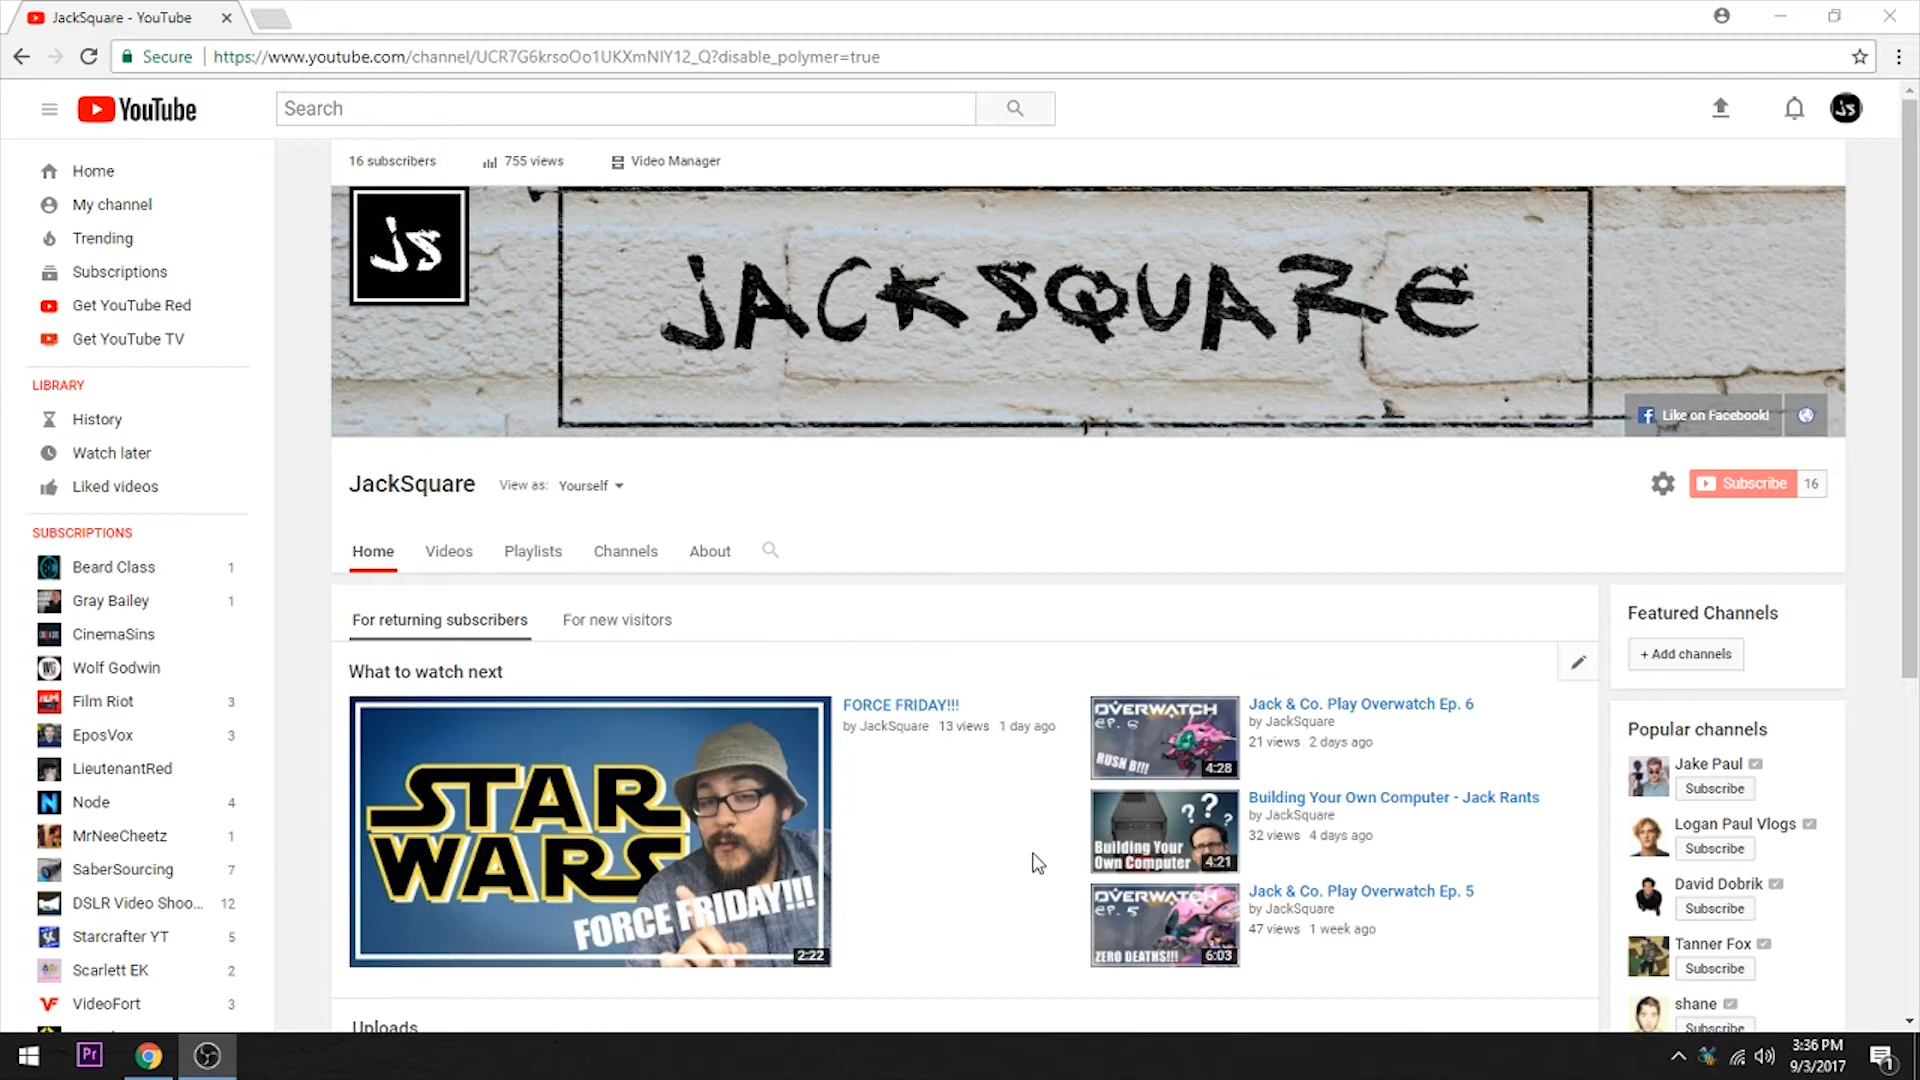 JackSquare - YouTube
Secure https://www.youtube.com/channel/UCR7G6krsoOo1UKXmNIY12_Q?disable_polymer=true
YouTube
Search
js
16 subscribers 755 views Video Manager
js
JACKSQUARE
Like on Facebook!
JackSquare View as: Yourself
Subscribe 16
Home Videos Playlists Channels About
For returning subscribers For new visitors
What to watch next
STAR WARS
FORCE FRIDAY!!!
2:22
FORCE FRIDAY!!!
by JackSquare 13 views 1 day ago
OVERWATCH
EP. 6
RUSH B!!!
4:28
Jack & Co. Play Overwatch Ep. 6
by JackSquare
21 views 2 days ago
???
Building Your
Own Computer
4:21
Building Your Own Computer - Jack Rants
by JackSquare
32 views 4 days ago
OVERWATCH
EP. 5
ZERO DEATHS!!!
6:03
Jack & Co. Play Overwatch Ep. 5
by JackSquare
47 views 1 week ago
Uploads
Home
My channel
Trending
Subscriptions
Get YouTube Red
Get YouTube TV
LIBRARY
History
Watch later
Liked videos
SUBSCRIPTIONS
Beard Class 1
Gray Bailey 1
CinemaSins
Wolf Godwin
Film Riot 3
EposVox 3
LieutenantRed
Node 4
MrNeeCheetz 1
SaberSourcing 7
DSLR Video Shoo... 12
Starcrafter YT 5
Scarlett EK 2
VideoFort 3
Featured Channels
+ Add channels
Popular channels
Jake Paul
Subscribe
Logan Paul Vlogs
Subscribe
David Dobrik
Subscribe
Tanner Fox
Subscribe
shane
Subscribe
Pr
3:36 PM
9/3/2017
1